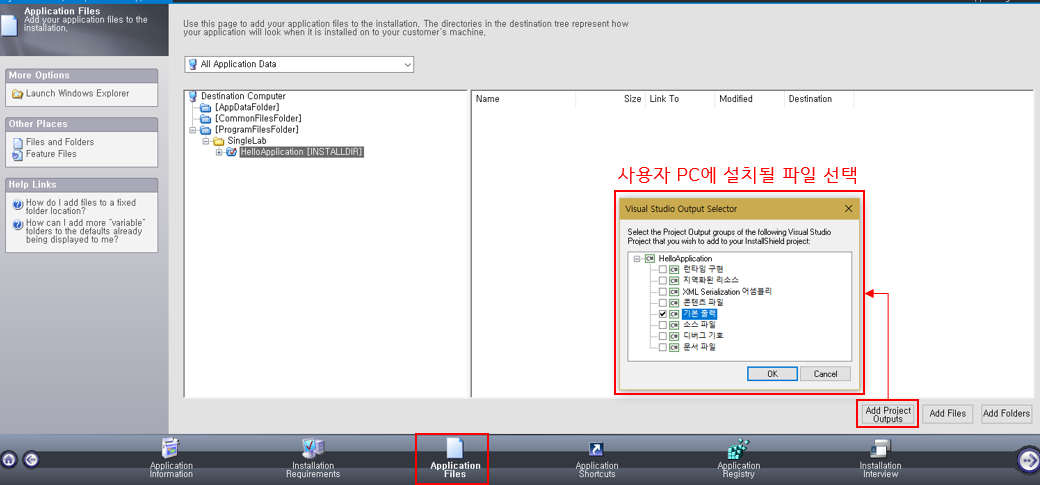 Application Files
Add your application files to the
installation.
Use this page to add your application files to the installation. The directories in the destination tree represent how
your application will look when it is installed on to your customer's machine.
All Application Data
More Options
Launch Windows Explorer
Other Places
Files and Folders
Feature Files
Help Links
How do I add files to a fixed
folder location?
How can I add more "variable"
folders to the defaults already
being displayed to me?
Destination Computer
[AppDataFolder]
[CommonFilesFolder]
[ProgramFilesFolder]
SingleLab
HelloApplication [INSTALLDIR]
Name Size Link To Modified Destination
사용자 PC에 설치될 파일 선택
Visual Studio Output Selector
Select the Project Output groups of the following Visual Studio
Project that you wish to add to your InstallShield project:
HelloApplication
런타임 구현
지역화된 리소스
XML Serialization 어셈블리
콘텐츠 파일
기본 출력
소스 파일
디버그 기호
문서 파일
OK Cancel
Add Project
Outputs
Add Files
Add Folders
Application
Information
Installation
Requirements
Application
Files
Application
Shortcuts
Application
Registry
Installation
Interview